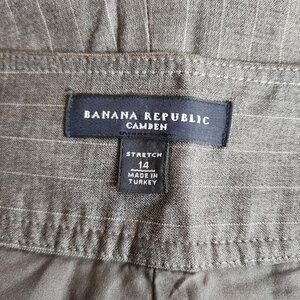 BANANA REPUBLIC
CAMDEN
STRETCH
14
MADE IN
TURKEY